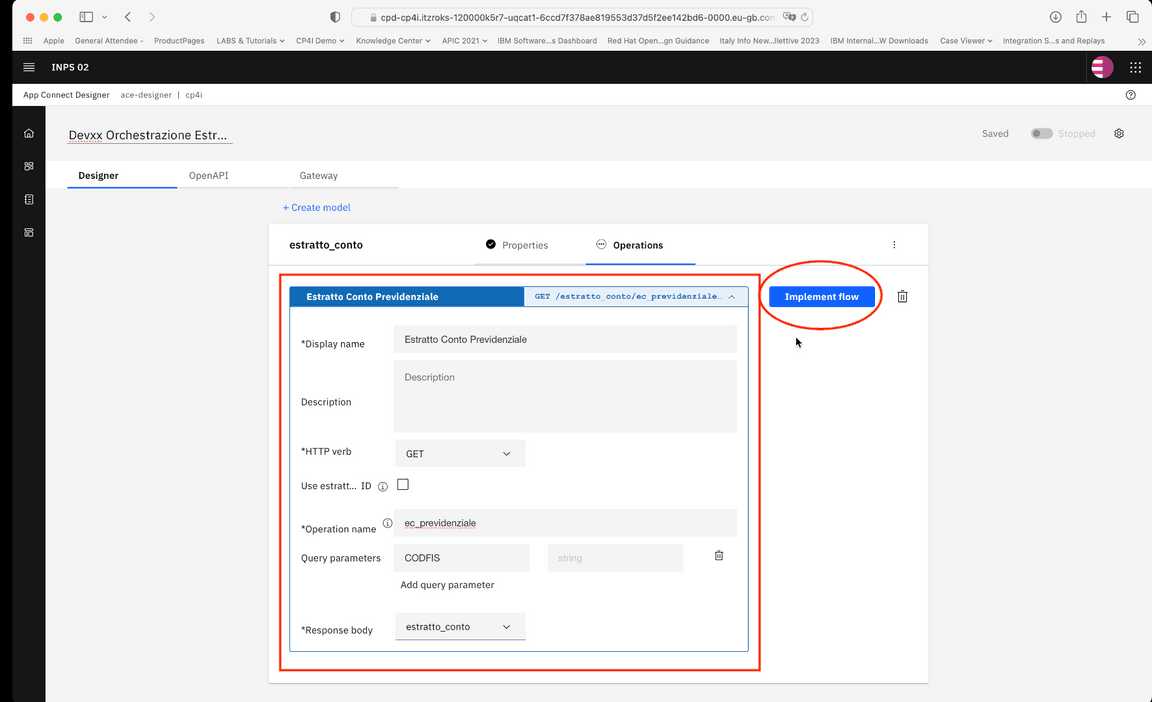 cpd-cp4i.itzroks-120000k5r7-uqcat1-6ccd7f378ae819553d37d5f2ee142bd6-0000.eu-gb.con
Apple General Attendee - ProductPages LABS & Tutorials CP4I Demo Knowledge Center APIC 2021 IBM Software...s Dashboard Red Hat Open...gn Guidance Italy Info New...llettive 2023 IBM Internal...W Downloads Case Viewer Integration S...s and Replays
INPS 02
App Connect Designer ace-designer | cp4i
Devxx Orchestrazione Estr...
Saved Stopped
Designer OpenAPI Gateway
+ Create model
estratto_conto Properties Operations
Estratto Conto Previdenziale GET /estratto_conto/ec_previdenziale… Implement flow
*Display name Estratto Conto Previdenziale
Description Description
*HTTP verb GET
Use estratt... ID
*Operation name ec_previdenziale
Query parameters CODFIS string
Add query parameter
*Response body estratto_conto